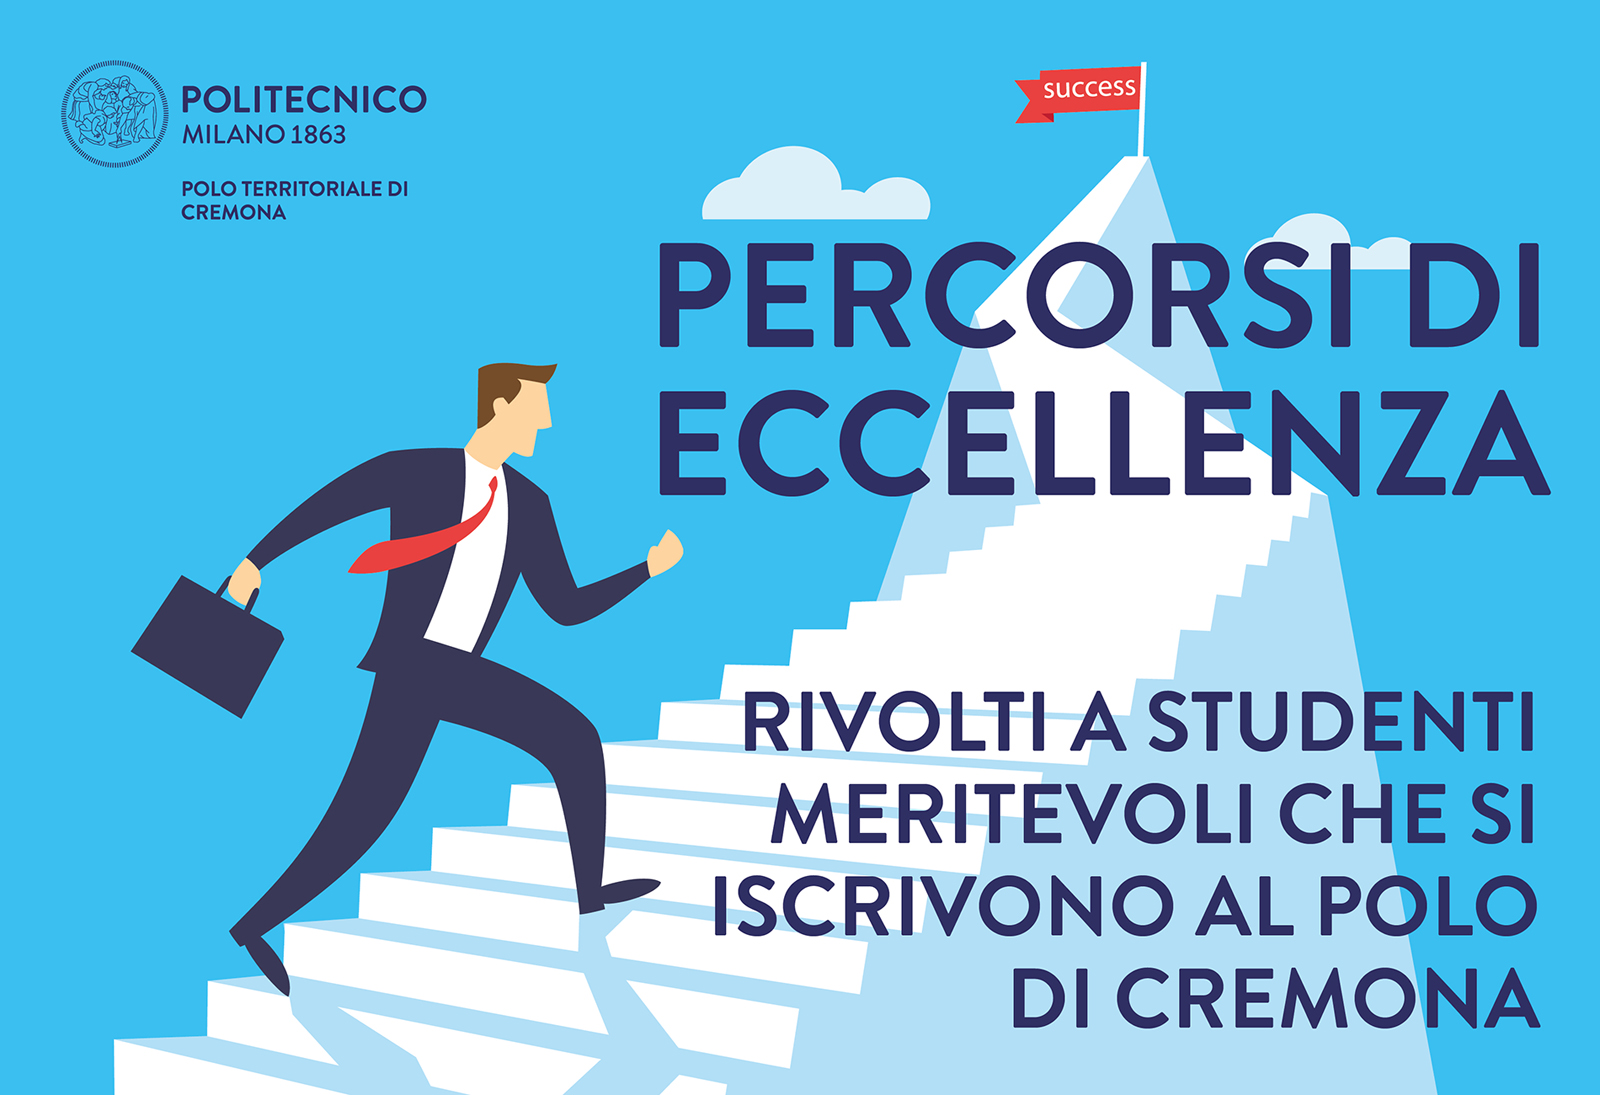 POLITECNICO
MILANO 1863
POLO TERRITORIALE DI
CREMONA
success
PERCORSI DI
ECCELLENZA
RIVOLTI A STUDENTI
MERITEVOLI CHE SI
ISCRIVONO AL POLO
DI CREMONA